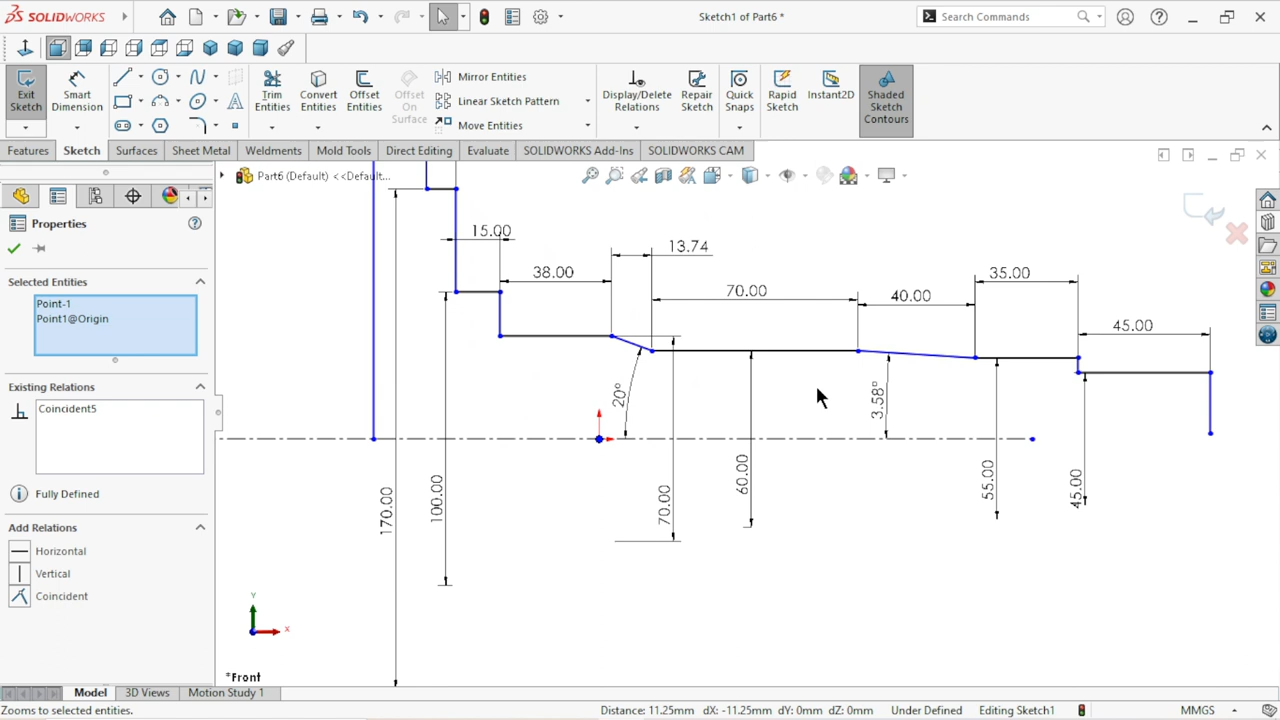 SOLIDWORKS
Sketch1 of Part6 *
Search Commands
Exit Sketch
Smart Dimension
Trim Entities
Convert Entities
Offset Entities
Offset On Surface
Mirror Entities
Linear Sketch Pattern
Move Entities
Display/Delete Relations
Repair Sketch
Quick Snaps
Rapid Sketch
Instant2D
Shaded Sketch Contours
Features
Sketch
Surfaces
Sheet Metal
Weldments
Mold Tools
Direct Editing
Evaluate
SOLIDWORKS Add-Ins
SOLIDWORKS CAM
Part6 (Default) <<Default...
Properties
Selected Entities
Point-1
Point1@Origin
Existing Relations
Coincident5
Fully Defined
Add Relations
Horizontal
Vertical
Coincident
15.00
38.00
13.74
70.00
40.00
35.00
45.00
20°
3.58°
170.00
100.00
70.00
60.00
55.00
45.00
Y
X
*Front
Model
3D Views
Motion Study 1
Zooms to selected entities.
Distance: 11.25mm dX: -11.25mm dY: 0mm dZ: 0mm
Under Defined
Editing Sketch1
MMGS